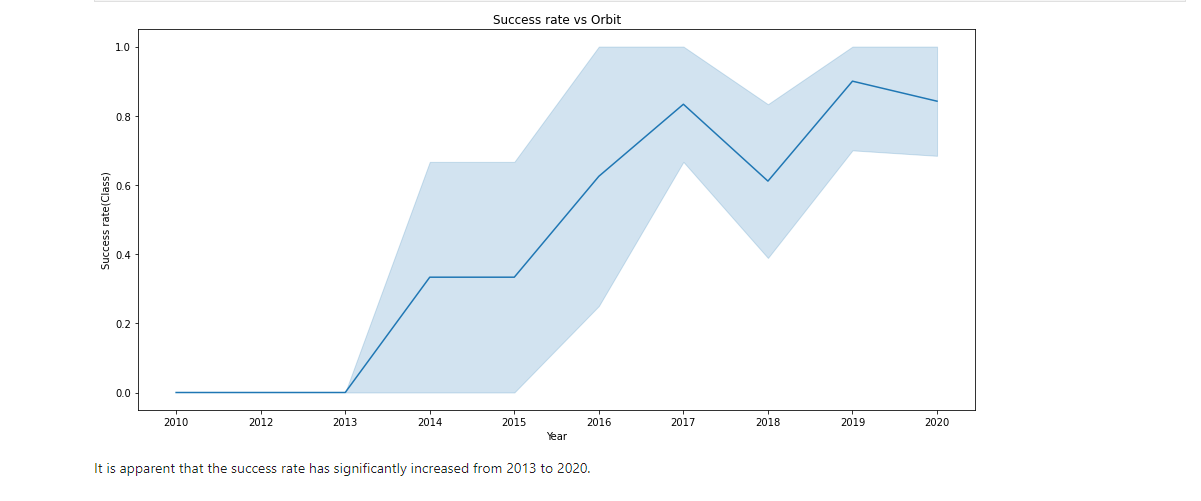 Success rate vs Orbit
1.0
0.8
0.6
0.4
0.2
0.0
Success rate(Class)
2010 2012 2013 2014 2015 2016 2017 2018 2019 2020
Year
It is apparent that the success rate has significantly increased from 2013 to 2020.